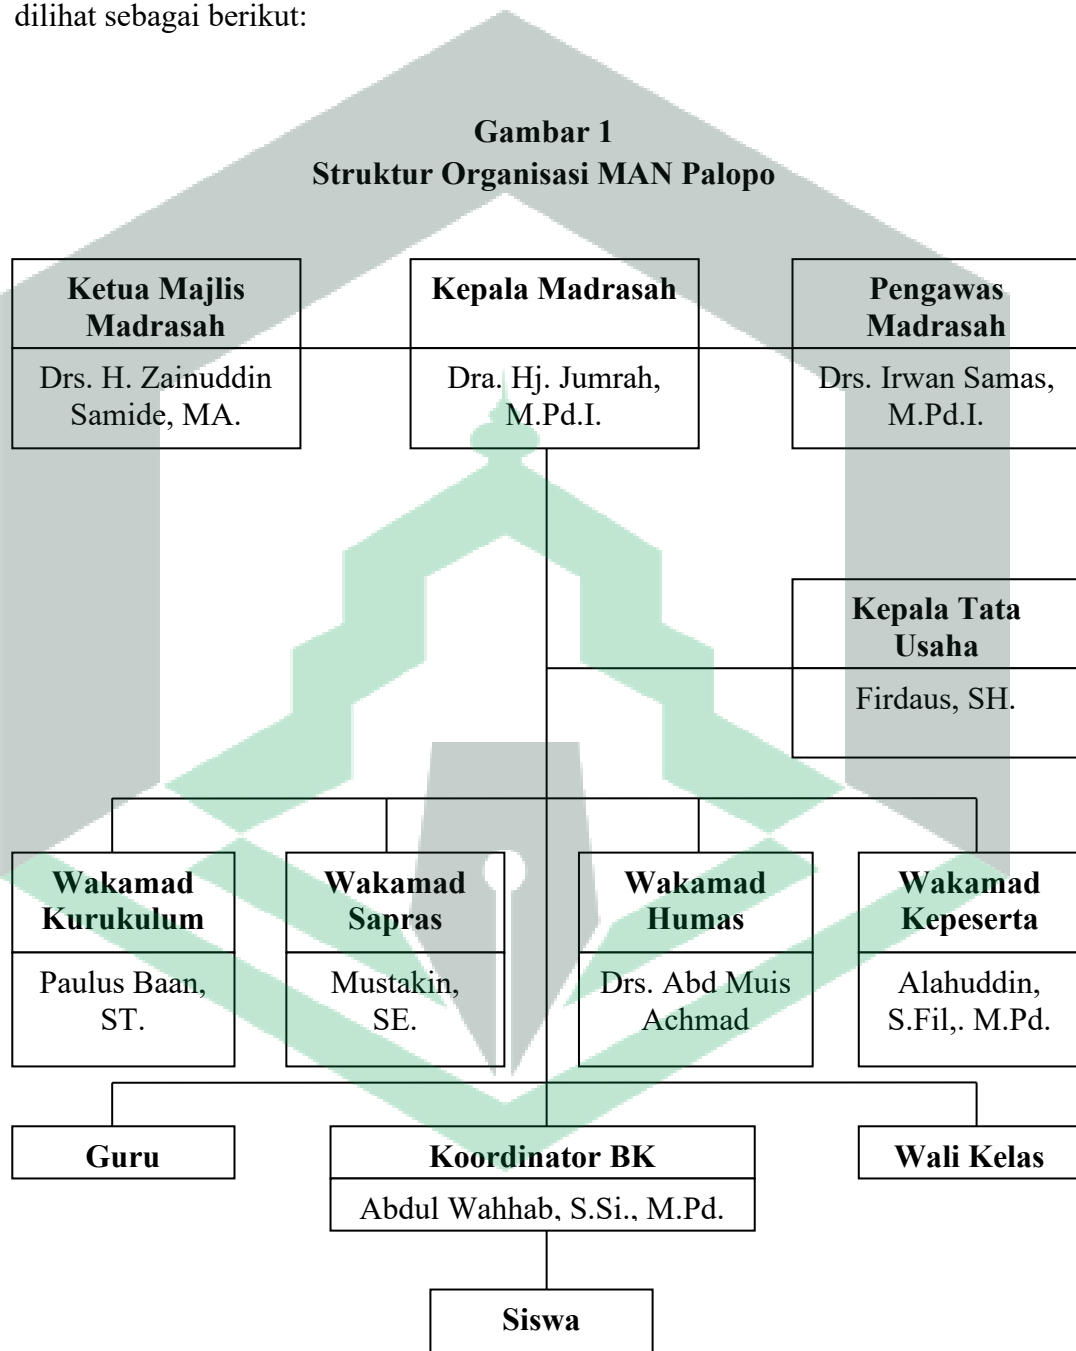 dilihat sebagai berikut:
Gambar 1
Struktur Organisasi MAN Palopo
Ketua Majlis
Madrasah
Drs. H. Zainuddin
Samide, MA.
Kepala Madrasah
Dra. Hj. Jumrah,
M.Pd.I.
Pengawas
Madrasah
Drs. Irwan Samas,
M.Pd.I.
Kepala Tata
Usaha
Firdaus, SH.
Wakamad
Kurukulum
Paulus Baan,
ST.
Wakamad
Sapras
Mustakin,
SE.
Wakamad
Humas
Drs. Abd Muis
Achmad
Wakamad
Kepeserta
Alahuddin,
S.Fil,. M.Pd.
Guru
Koordinator BK
Abdul Wahhab, S.Si., M.Pd.
Wali Kelas
Siswa